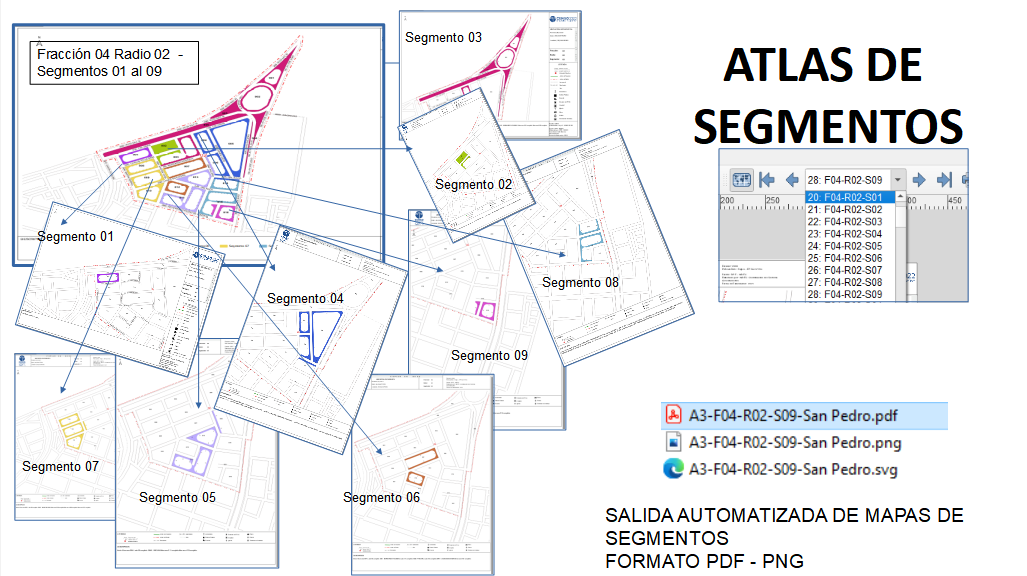 Fracción 04 Radio 02 -
Segmentos 01 al 09
Segmento 03
ATLAS DE
SEGMENTOS
Segmento 02
28: F04-R02-S09
200
250
450
20: F04-R02-S01
21: F04-R02-S02
22: F04-R02-S03
23: F04-R02-S04
24: F04-R02-S05
25: F04-R02-S06
26: F04-R02-S07
27: F04-R02-S08
28: F04-R02-S09
Segmento 01
Segmento 04
Segmento 08
Segmento 09
Segmento 07
Segmento 05
Segmento 06
A3-F04-R02-S09-San Pedro.pdf
A3-F04-R02-S09-San Pedro.png
A3-F04-R02-S09-San Pedro.svg
SALIDA AUTOMATIZADA DE MAPAS DE
SEGMENTOS
FORMATO PDF - PNG